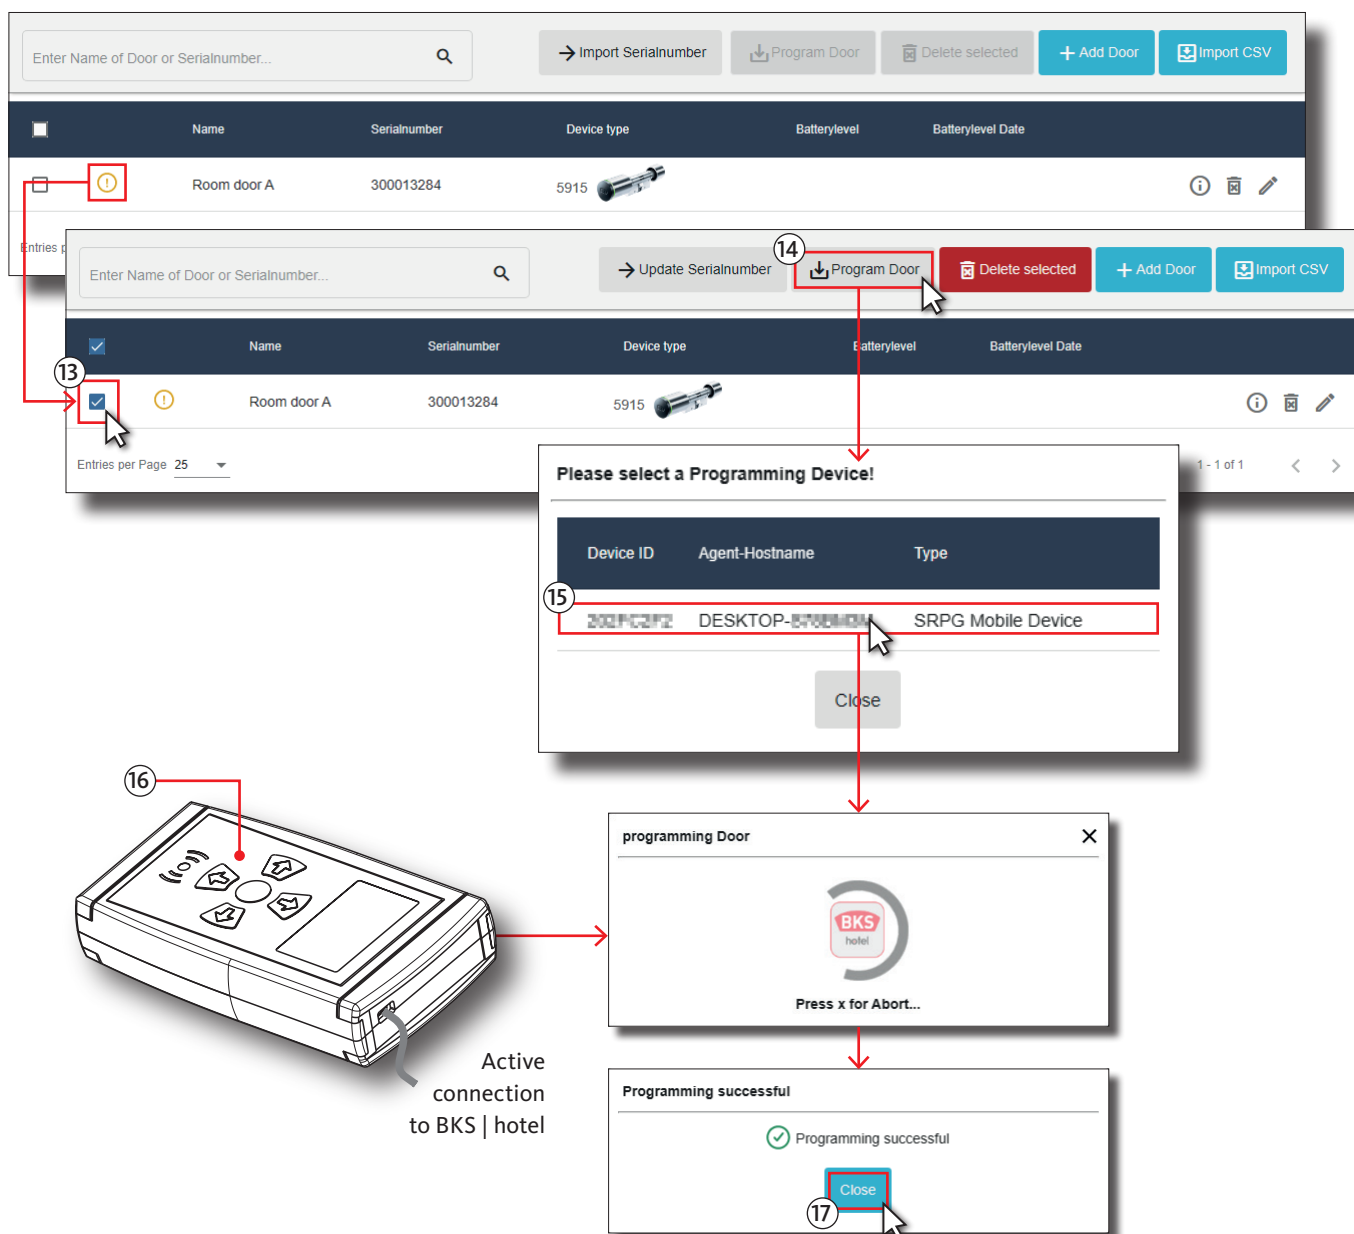 Enter Name of Door or Serialnumber...
Import Serialnumber
Program Door
Delete selected
Add Door
Import CSV
Name Serialnumber Device type Batterylevel Batterylevel Date
Room door A 300013284 5915
Entries p
Enter Name of Door or Serialnumber...
Update Serialnumber
14
Program Door
Delete selected
Add Door
Import CSV
Name Serialnumber Device type Batterylevel Batterylevel Date
13
Room door A 300013284 5915
Entries per Page 25
1 - 1 of 1
Please select a Programming Device!
Device ID Agent-Hostname Type
15
DESKTOP- SRPG Mobile Device
Close
16
programming Door
BKS
hotel
Press x for Abort...
Active
connection
to BKS | hotel
Programming successful
Programming successful
Close
17